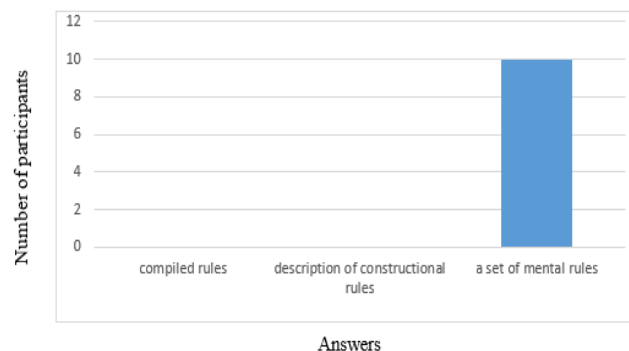 Number of participants
12
10
8
6
4
2
0
compiled rules
description of constructional
rules
a set of mental rules
Answers